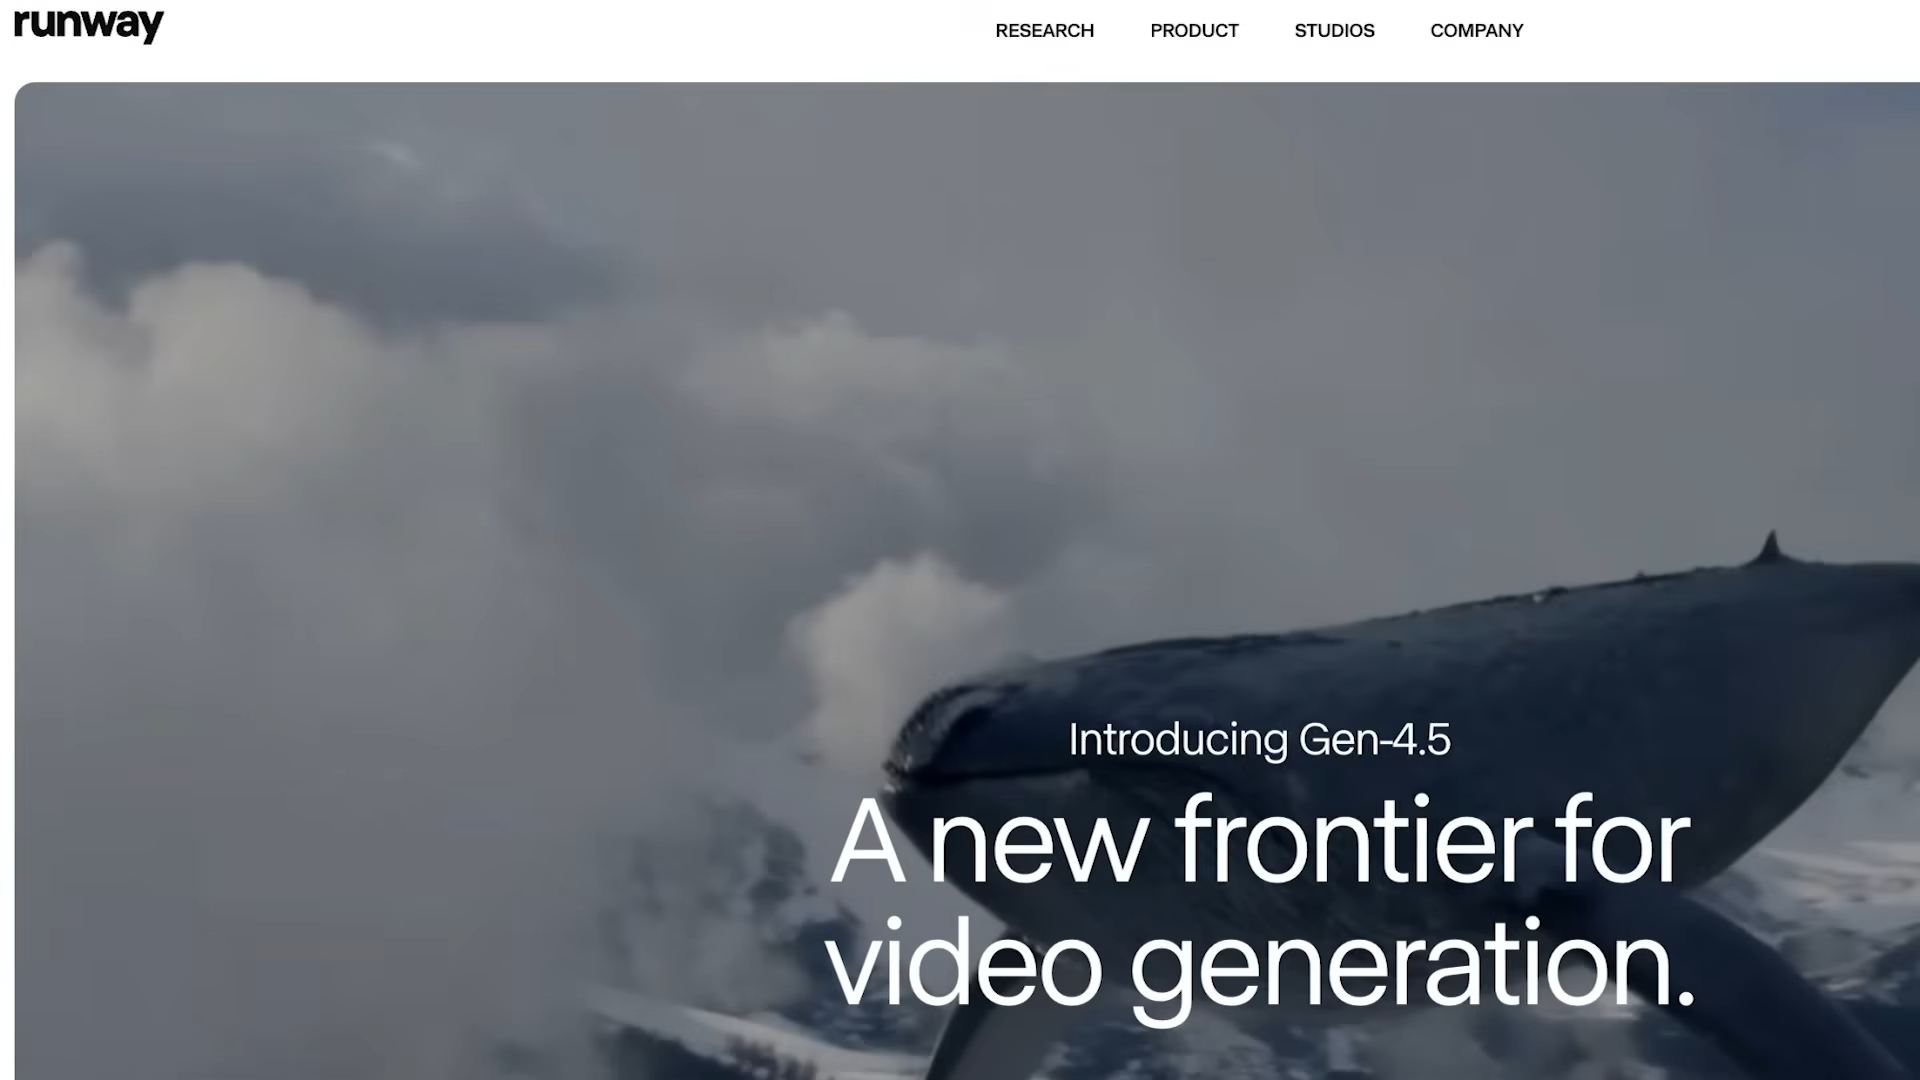 runway
RESEARCH PRODUCT STUDIOS COMPANY
Introducing Gen-4.5
A new frontier for
video generation.